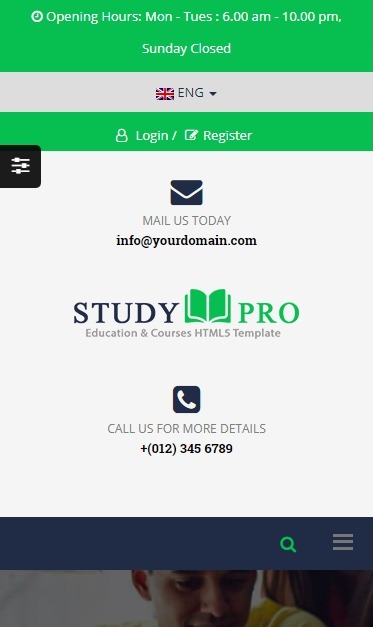 Opening Hours: Mon - Tues : 6.00 am - 10.00 pm,
Sunday Closed
ENG
Login / Register
MAIL US TODAY
info@yourdomain.com
STUDY PRO
Education & Courses HTML5 Template
CALL US FOR MORE DETAILS
+(012) 345 6789